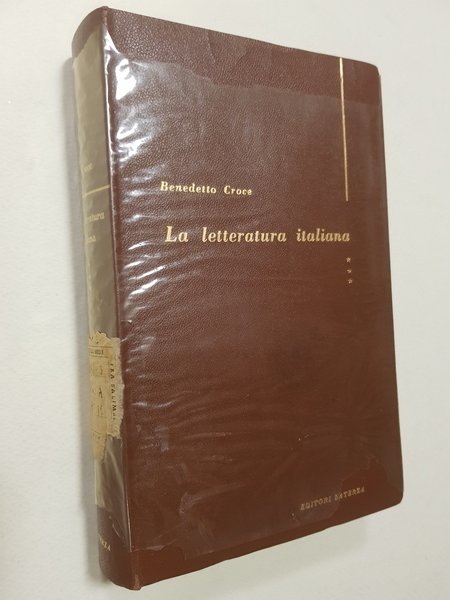 Benedetto Croce
La letteratura italiana
***
EDITORI LATERZA